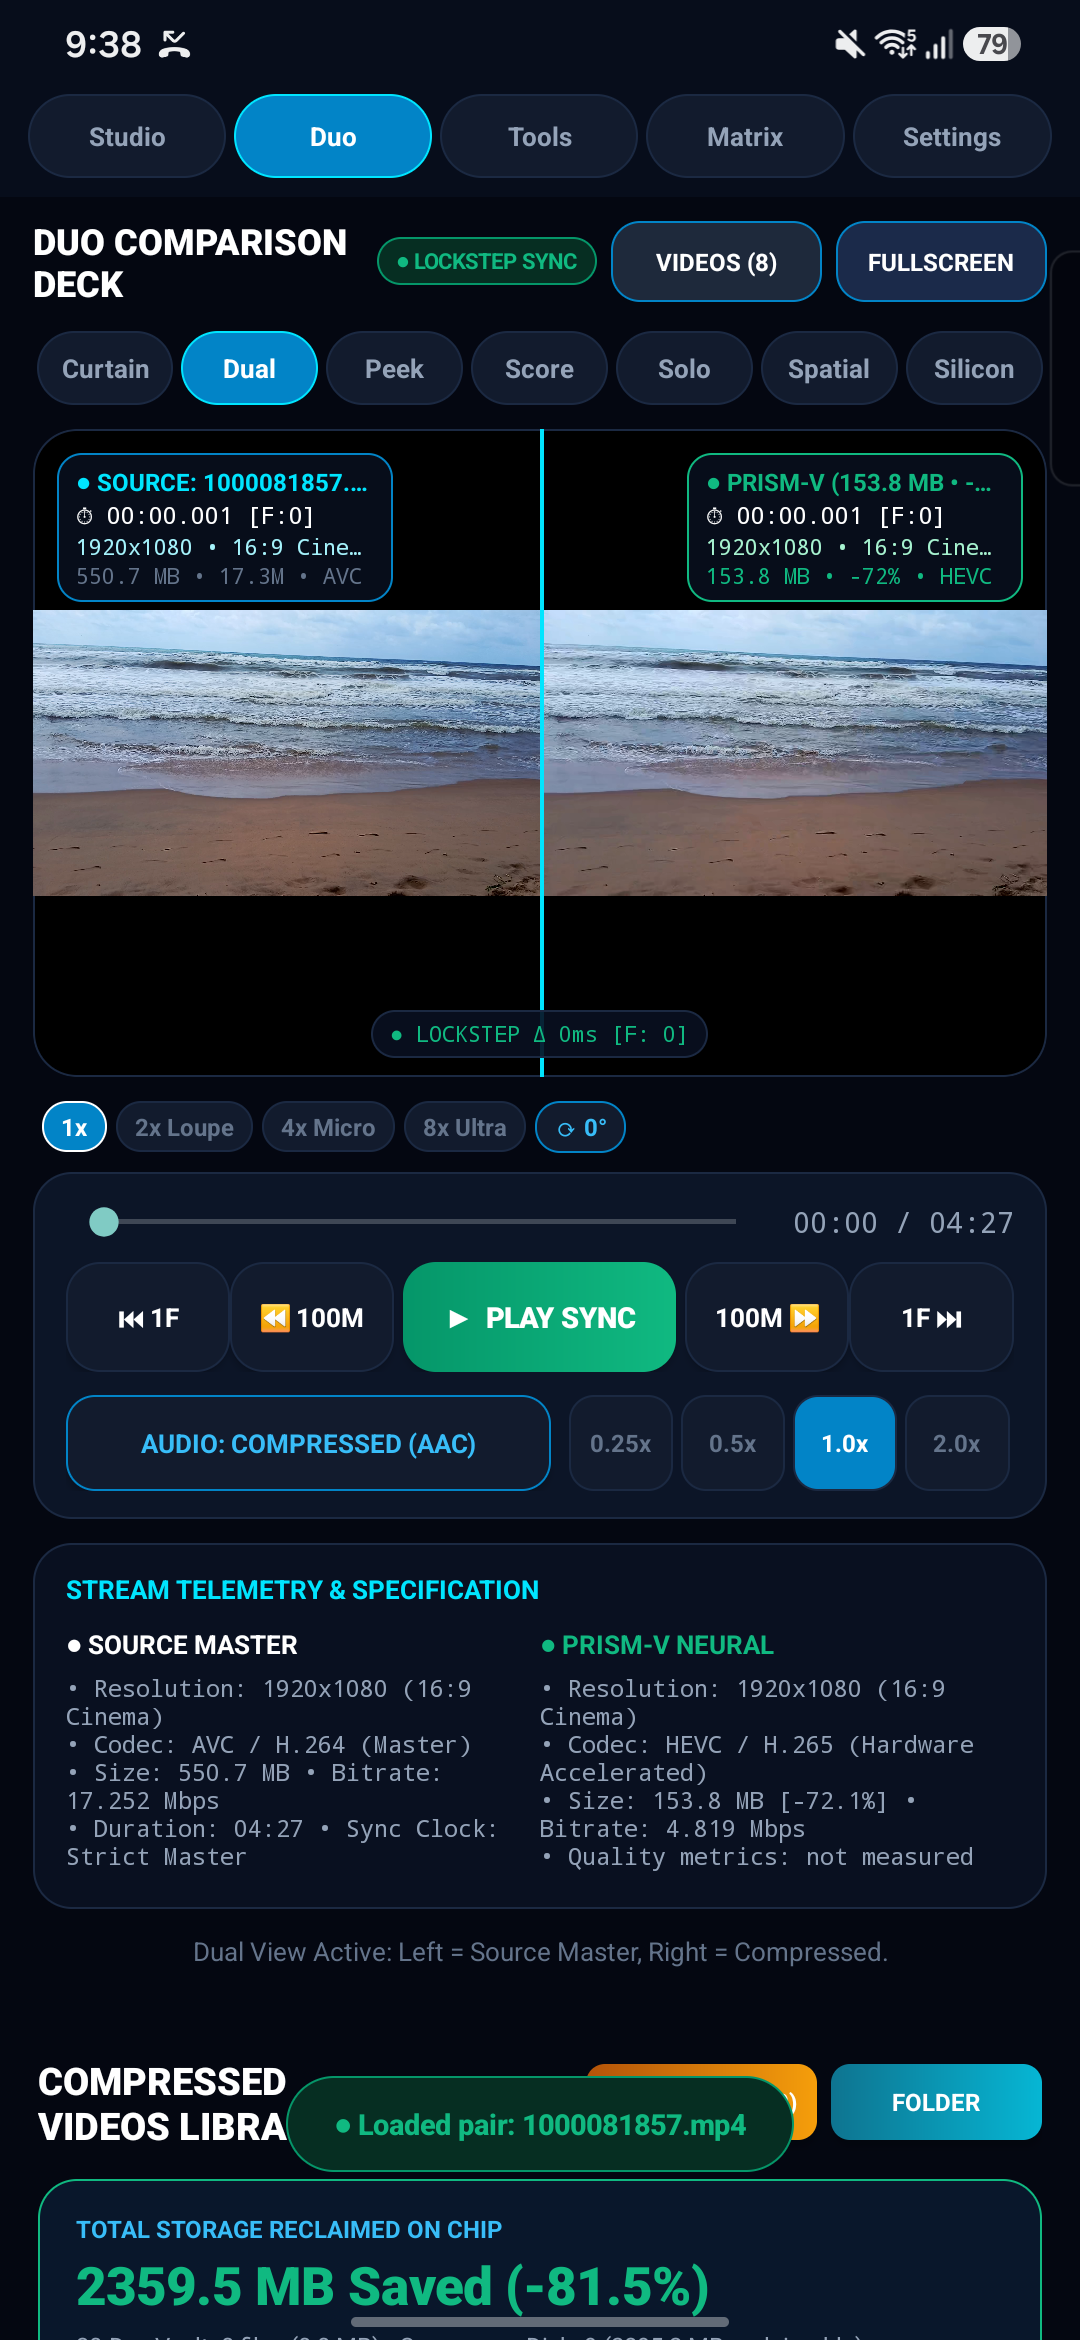 9:38
79
Studio
Duo
Tools
Matrix
Settings
DUO COMPARISON
DECK
● LOCKSTEP SYNC
VIDEOS (8)
FULLSCREEN
Curtain
Dual
Peek
Score
Solo
Spatial
Silicon
● SOURCE: 1000081857....
⏱ 00:00.001 [F:0]
1920x1080 • 16:9 Cine…
550.7 MB • 17.3M • AVC
● PRISM-V (153.8 MB • -...
⏱ 00:00.001 [F:0]
1920x1080 • 16:9 Cine…
153.8 MB • -72% • HEVC
● LOCKSTEP Δ 0ms [F: 0]
1x
2x Loupe
4x Micro
8x Ultra
⟳ 0°
00:00 / 04:27
⏮ 1F
⏪ 100M
▶ PLAY SYNC
100M ⏩
1F ⏭
AUDIO: COMPRESSED (AAC)
0.25x
0.5x
1.0x
2.0x
STREAM TELEMETRY & SPECIFICATION
● SOURCE MASTER
• Resolution: 1920x1080 (16:9
Cinema)
• Codec: AVC / H.264 (Master)
• Size: 550.7 MB • Bitrate:
17.252 Mbps
• Duration: 04:27 • Sync Clock:
Strict Master
● PRISM-V NEURAL
• Resolution: 1920x1080 (16:9
Cinema)
• Codec: HEVC / H.265 (Hardware
Accelerated)
• Size: 153.8 MB [-72.1%] •
Bitrate: 4.819 Mbps
• Quality metrics: not measured
Dual View Active: Left = Source Master, Right = Compressed.
COMPRESSED
VIDEOS LIBRA
FOLDER
● Loaded pair: 1000081857.mp4
TOTAL STORAGE RECLAIMED ON CHIP
2359.5 MB Saved (-81.5%)